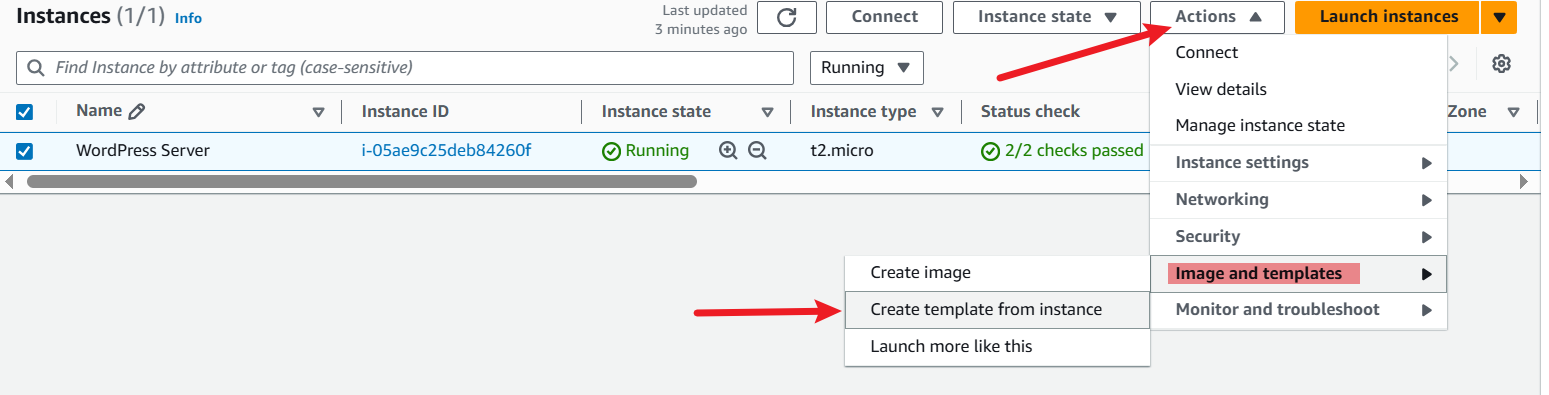 Instances (1/1) Info
Last updated
3 minutes ago
Connect
Instance state
Actions
Launch instances
Find Instance by attribute or tag (case-sensitive)
Running
Name
Instance ID
Instance state
Instance type
Status check
Zone
WordPress Server
i-05ae9c25deb84260f
Running
t2.micro
2/2 checks passed
Connect
View details
Manage instance state
Instance settings
Networking
Security
Image and templates
Monitor and troubleshoot
Create image
Create template from instance
Launch more like this